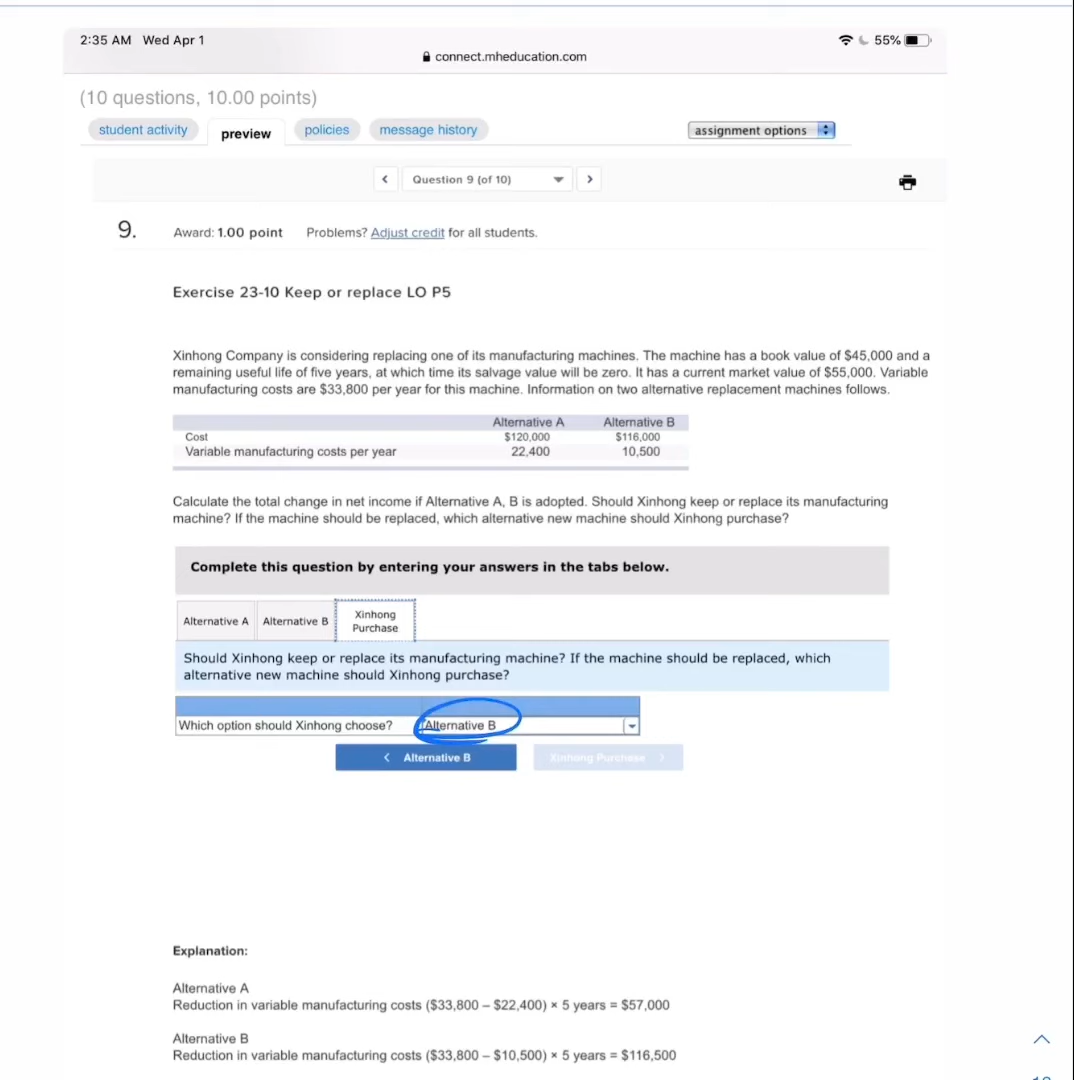 2:35 AM Wed Apr 1
55%
connect.mheducation.com
(10 questions, 10.00 points)
student activity preview policies message history assignment options
Question 9 (of 10)
9. Award: 1.00 point Problems? Adjust credit for all students.
Exercise 23-10 Keep or replace LO P5
Xinhong Company is considering replacing one of its manufacturing machines. The machine has a book value of $45,000 and a
remaining useful life of five years, at which time its salvage value will be zero. It has a current market value of $55,000. Variable
manufacturing costs are $33,800 per year for this machine. Information on two alternative replacement machines follows.
Alternative A Alternative B
Cost $120,000 $116,000
Variable manufacturing costs per year 22,400 10,500
Calculate the total change in net income if Alternative A, B is adopted. Should Xinhong keep or replace its manufacturing
machine? If the machine should be replaced, which alternative new machine should Xinhong purchase?
Complete this question by entering your answers in the tabs below.
Alternative A Alternative B Xinhong
Purchase
Should Xinhong keep or replace its manufacturing machine? If the machine should be replaced, which
alternative new machine should Xinhong purchase?
Which option should Xinhong choose? Alternative B
< Alternative B Xinhong Purchase >
Explanation:
Alternative A
Reduction in variable manufacturing costs ($33,800 – $22,400) × 5 years = $57,000
Alternative B
Reduction in variable manufacturing costs ($33,800 – $10,500) × 5 years = $116,500